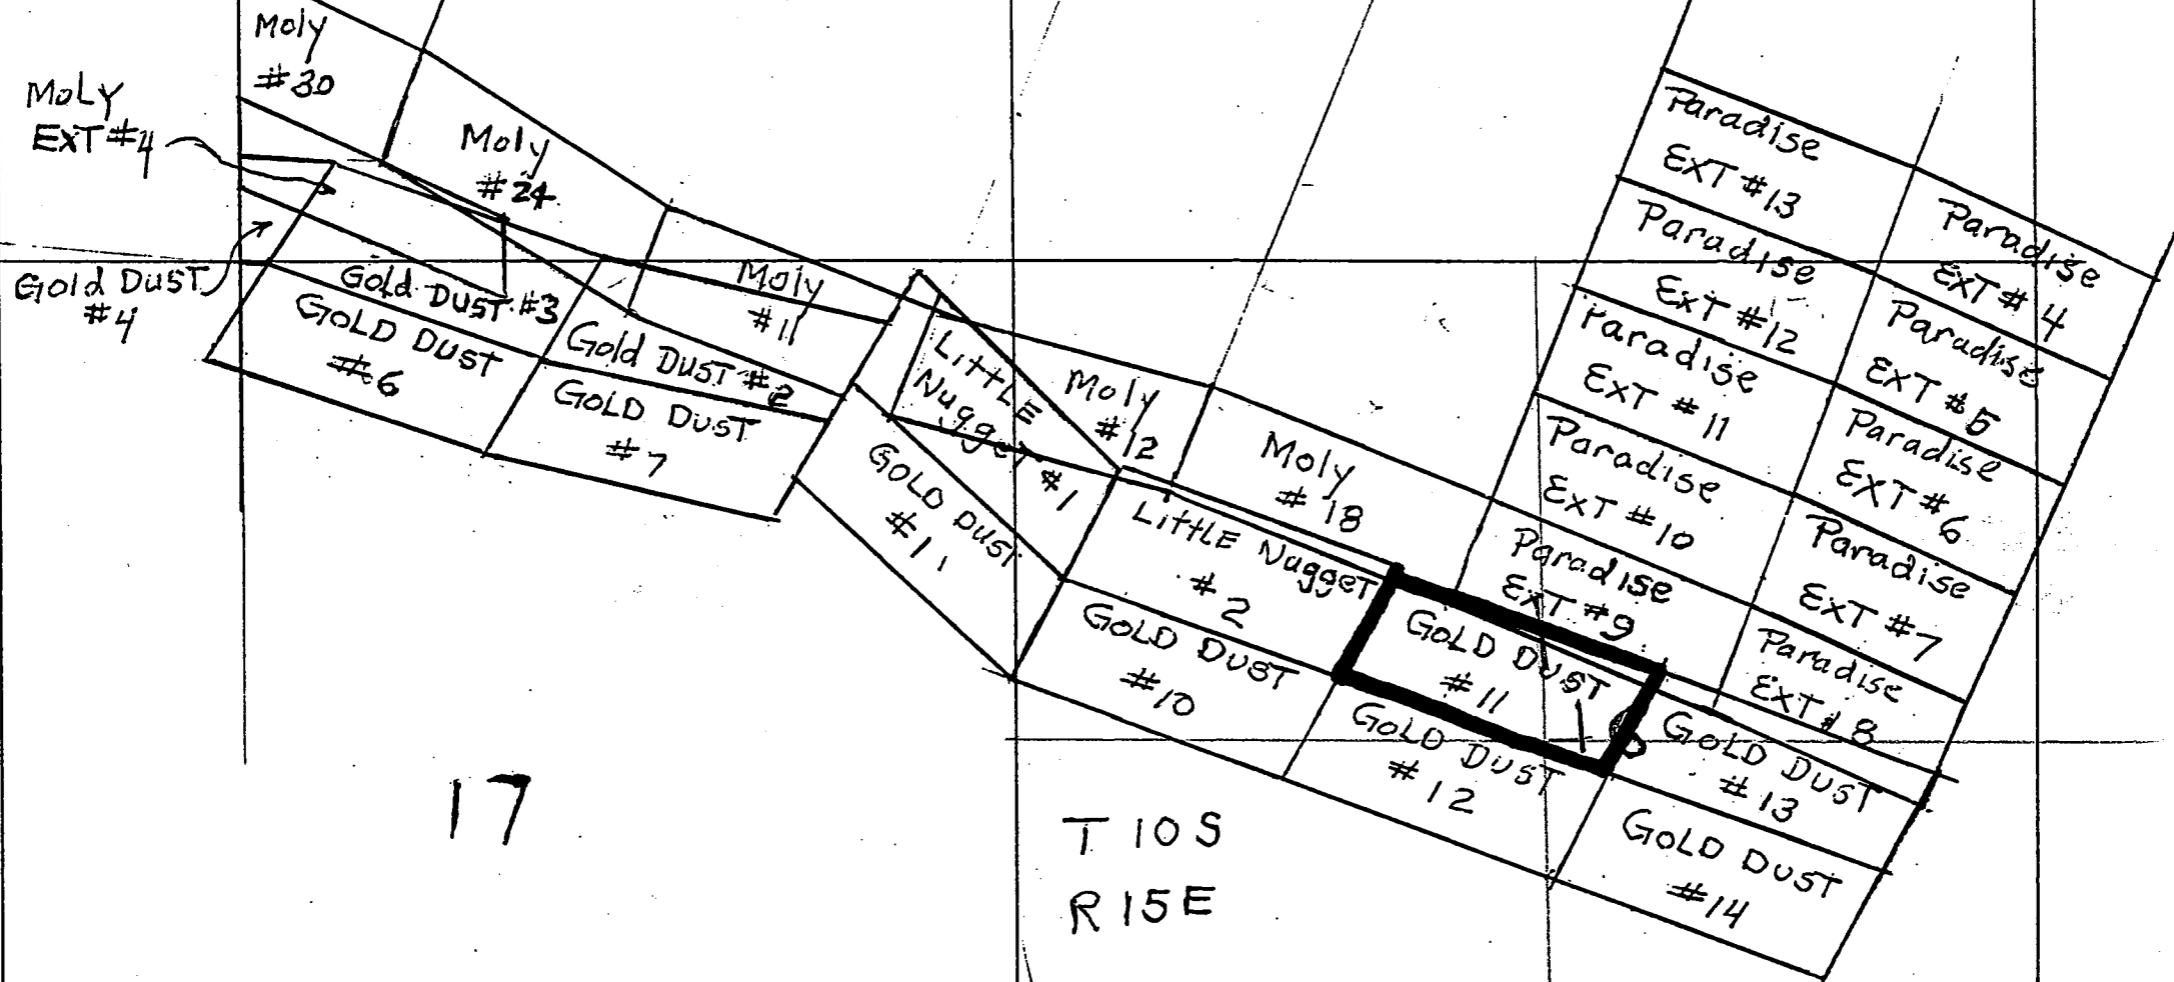 Moly
#30
MoLy
EXT #4
Moly
#24
Gold DUST
#4
Gold DUST #3
GOLD DUST
#6
Moly
#11
Gold DUST #2
GOLD DUST
#7
LITTLE
Nugget #1
GOLD DUST
#1
Moly
#12
Moly
#18
LITTLE Nugget
#2
GOLD DUST
#10
GOLD DUST
#11
GOLD DUST
#12
GOLD DUST
#13
GOLD DUST
#14
Paradise
EXT #13
Paradise
EXT #12
Paradise
EXT #11
Paradise
EXT #10
Paradise
EXT #9
Paradise
EXT #4
Paradise
EXT #5
Paradise
EXT #6
Paradise
EXT #7
Paradise
EXT # 8
17
T 10 S
R 15 E